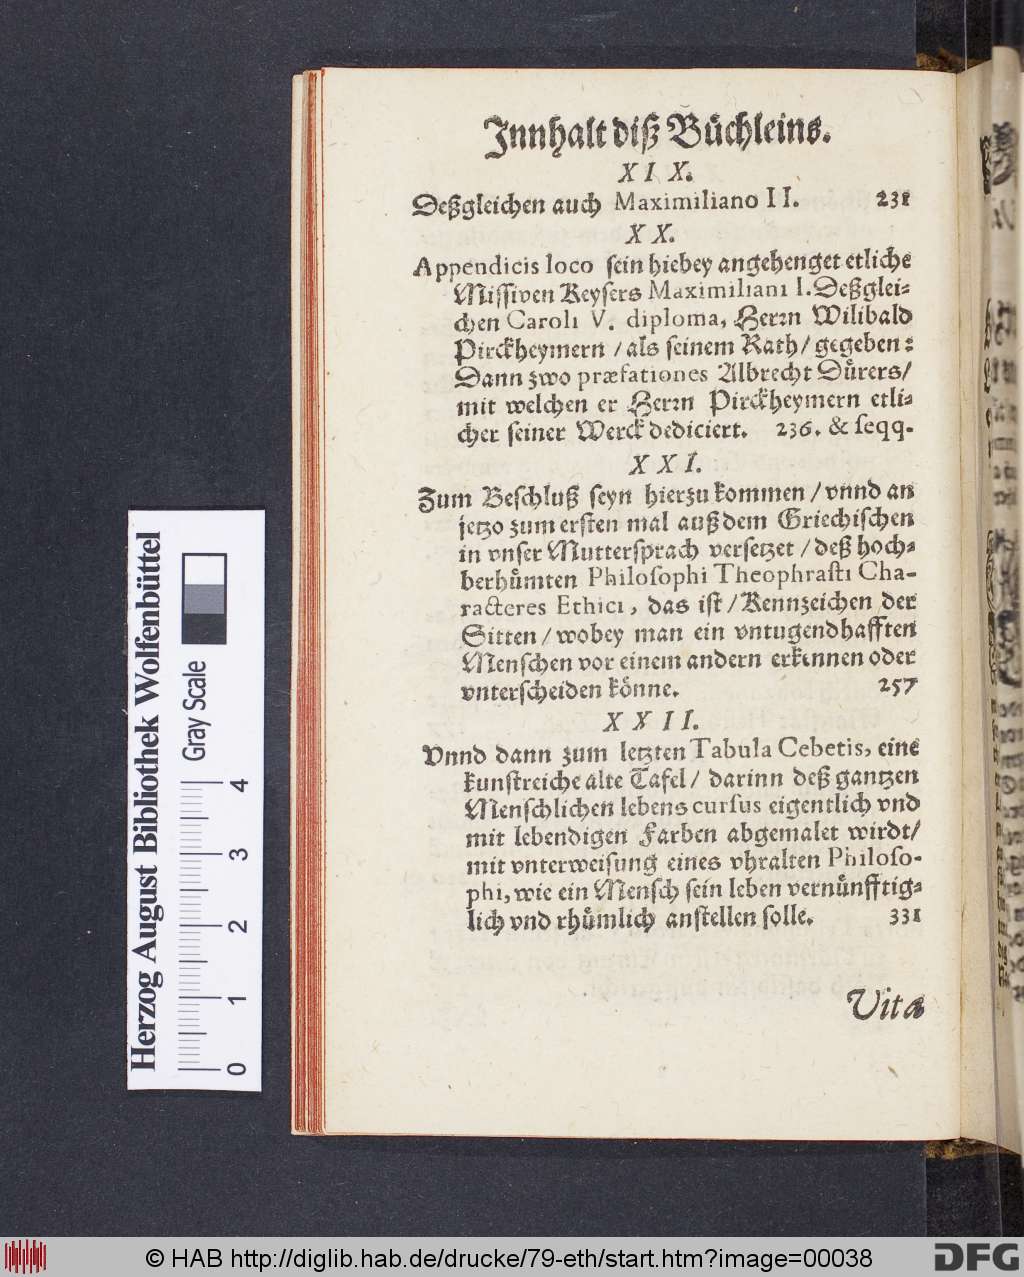 Innhalt diß Büchleins.
X I X.
Deßgleichen auch Maximiliano II. 231
X X.
Appendicis loco sein hiebey angehenget etliche
Missiven Keysers Maximiliani I. Deßglei-
chen Caroli V. diploma, Herrn Wilibald
Pirckheymern / als seinem Rath / gegeben:
Dann zwo præfationes Albrecht Dürers /
mit welchen er Herrn Pirckheymern etli-
cher seiner Werck dediciert. 236. & seqq.
X X I.
Zum Beschluß seyn hierzu kommen / vnnd an
jetzo zum ersten mal auß dem Griechischen
in vnser Muttersprach versetzet / deß hoch-
berhümten Philosophi Theophrasti Cha-
racteres Ethici, das ist / Kennzeichen der
Sitten / wobey man ein vntugendhafften
Menschen vor einem andern erkennen oder
vnterscheiden könne. 257
X X I I.
Vnnd dann zum letzten Tabula Cebetis, eine
kunstreiche alte Tafel / darinn deß gantzen
Menschlichen lebens cursus eigentlich vnd
mit lebendigen Farben abgemalet wirdt /
mit vnterweisung eines vhralten Philoso-
phi, wie ein Mensch sein leben vernünfftig-
lich vnd rhümlich anstellen solle. 331
Vita
Herzog August Bibliothek Wolfenbüttel
Gray Scale
0 1 2 3 4
© HAB http://diglib.hab.de/drucke/79-eth/start.htm?image=00038
DFG